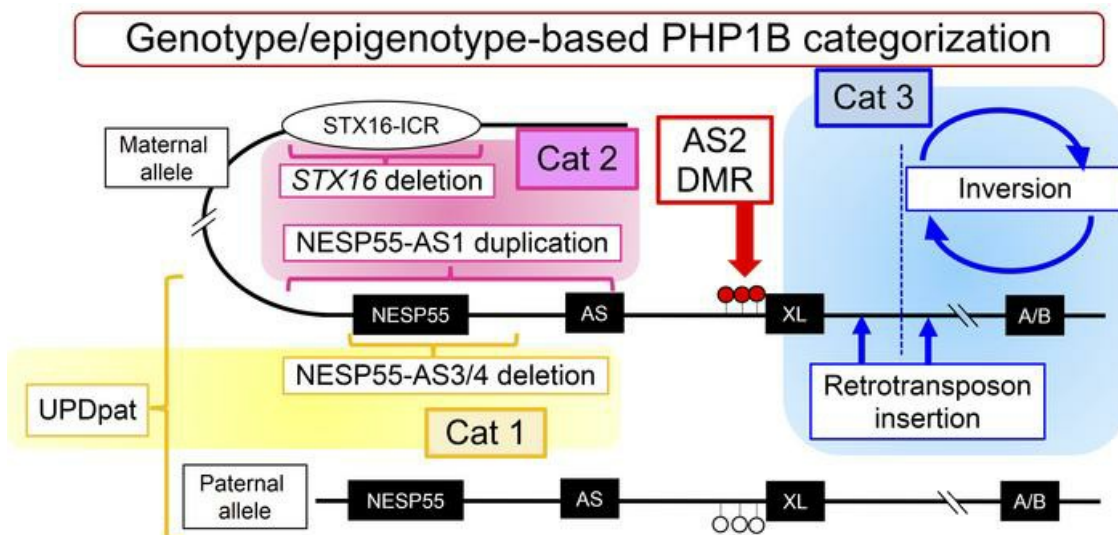 Genotype/epigenotype-based PHP1B categorization
Cat 3
STX16-ICR
Maternal
allele
Cat 2
AS2
DMR
STX16 deletion
Inversion
NESP55-AS1 duplication
NESP55
AS
XL
A/B
NESP55-AS3/4 deletion
Retrotransposon
insertion
UPDpat
Cat 1
Paternal
allele
NESP55
AS
XL
A/B